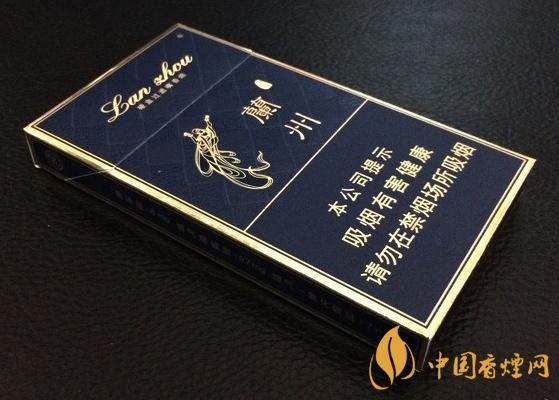 Lan zhou
蘭州
本公司提示
吸烟有害健康
请勿在禁烟场所吸烟
中国香煙网